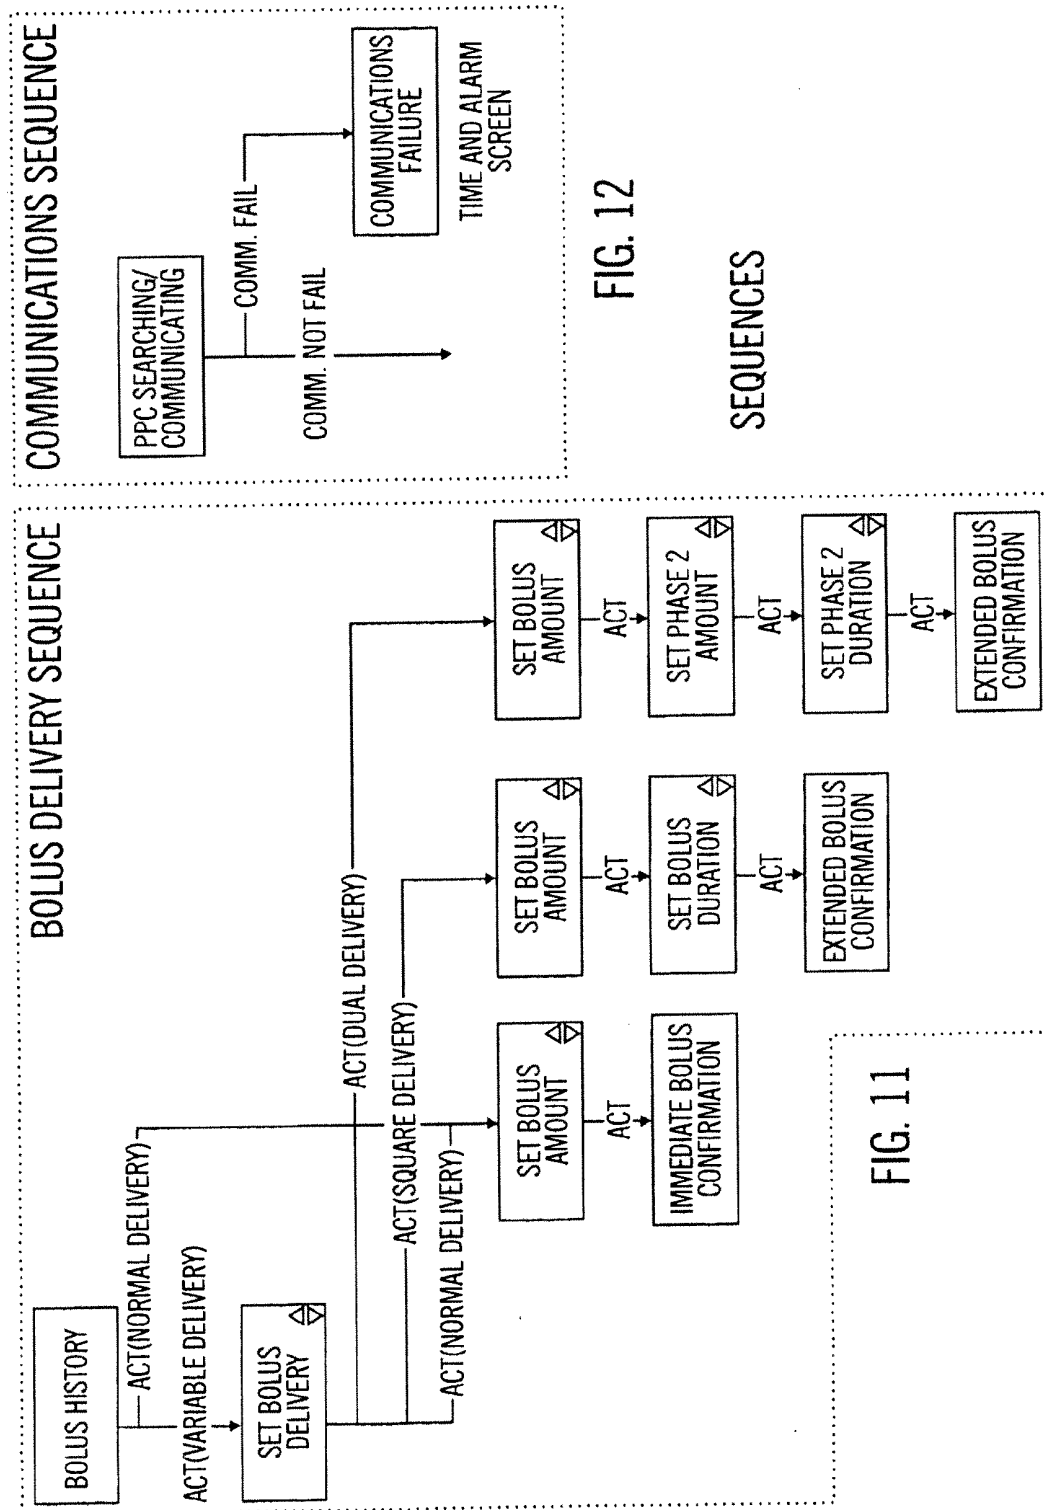 BOLUS DELIVERY SEQUENCE
BOLUS HISTORY
ACT(NORMAL DELIVERY)
ACT(VARIABLE DELIVERY)
SET BOLUS
DELIVERY
ACT(DUAL DELIVERY)
ACT(SQUARE DELIVERY)
ACT(NORMAL DELIVERY)
SET BOLUS
AMOUNT
ACT
IMMEDIATE BOLUS
CONFIRMATION
SET BOLUS
AMOUNT
ACT
SET BOLUS
DURATION
ACT
EXTENDED BOLUS
CONFIRMATION
SET BOLUS
AMOUNT
ACT
SET PHASE 2
AMOUNT
ACT
SET PHASE 2
DURATION
ACT
EXTENDED BOLUS
CONFIRMATION
FIG. 11
COMMUNICATIONS SEQUENCE
PPC SEARCHING/
COMMUNICATING
COMM. FAIL
COMM. NOT FAIL
COMMUNICATIONS
FAILURE
TIME AND ALARM
SCREEN
FIG. 12
SEQUENCES